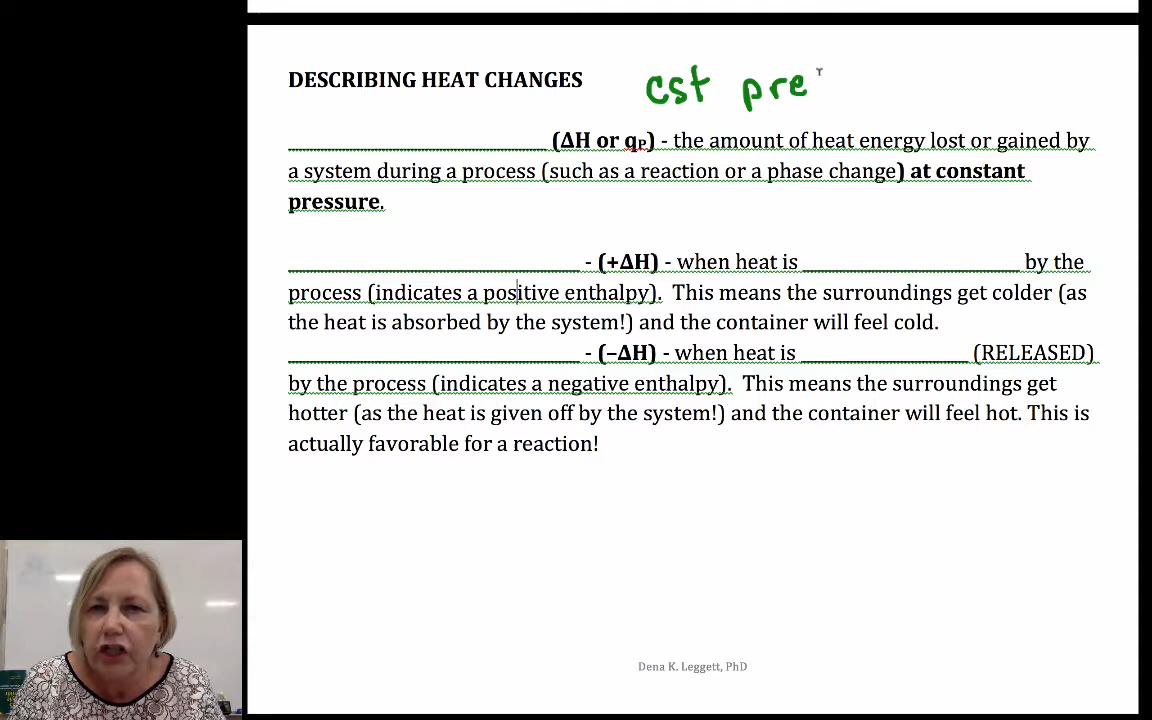 DESCRIBING HEAT CHANGES cst pre
____________________________ (ΔH or qP) - the amount of heat energy lost or gained by
a system during a process (such as a reaction or a phase change) at constant
pressure.
________________________________ - (+ΔH) - when heat is ________________________ by the
process (indicates a positive enthalpy). This means the surroundings get colder (as
the heat is absorbed by the system!) and the container will feel cold.
________________________________ - (–ΔH) - when heat is __________________ (RELEASED)
by the process (indicates a negative enthalpy). This means the surroundings get
hotter (as the heat is given off by the system!) and the container will feel hot. This is
actually favorable for a reaction!
Dena K. Leggett, PhD